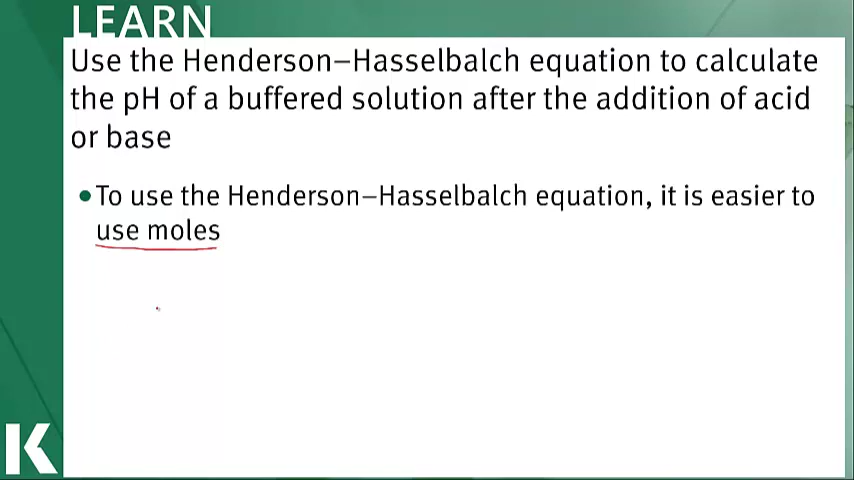 LEARN
Use the Henderson–Hasselbalch equation to calculate
the pH of a buffered solution after the addition of acid
or base
•To use the Henderson–Hasselbalch equation, it is easier to
use moles
K